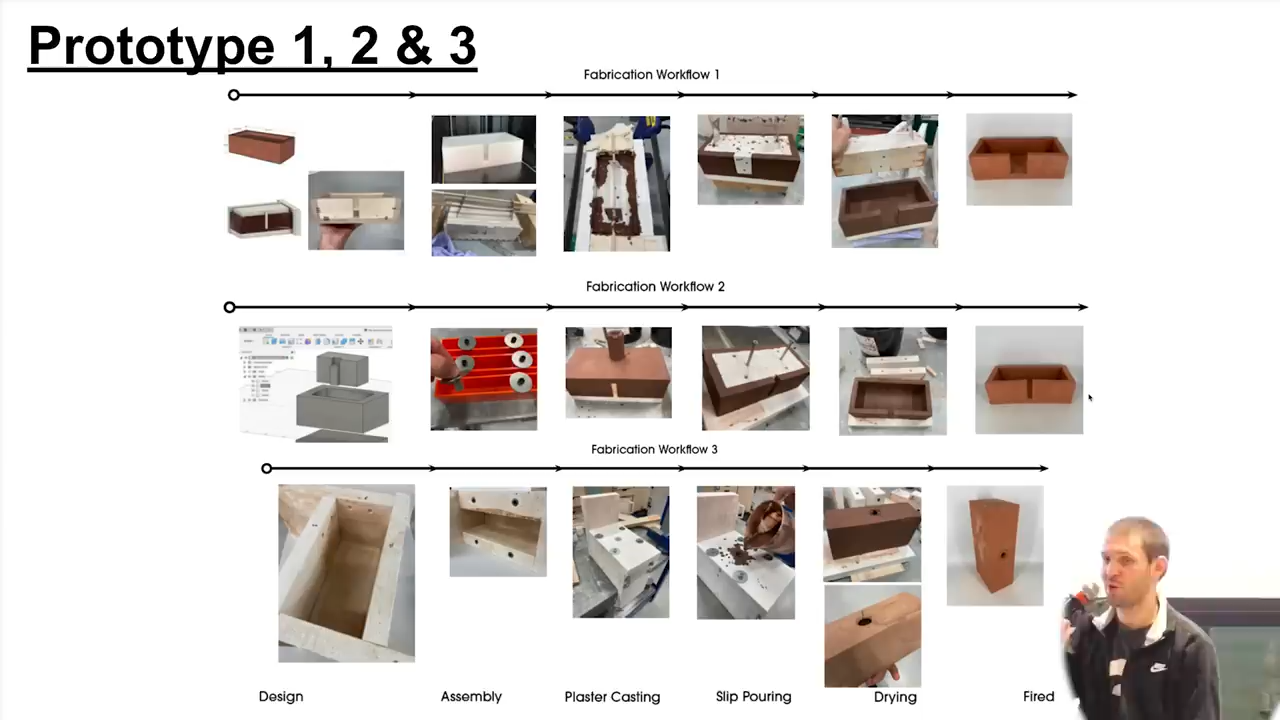 Prototype 1, 2 & 3
Fabrication Workflow 1
Fabrication Workflow 2
Fabrication Workflow 3
Design
Assembly
Plaster Casting
Slip Pouring
Drying
Fired